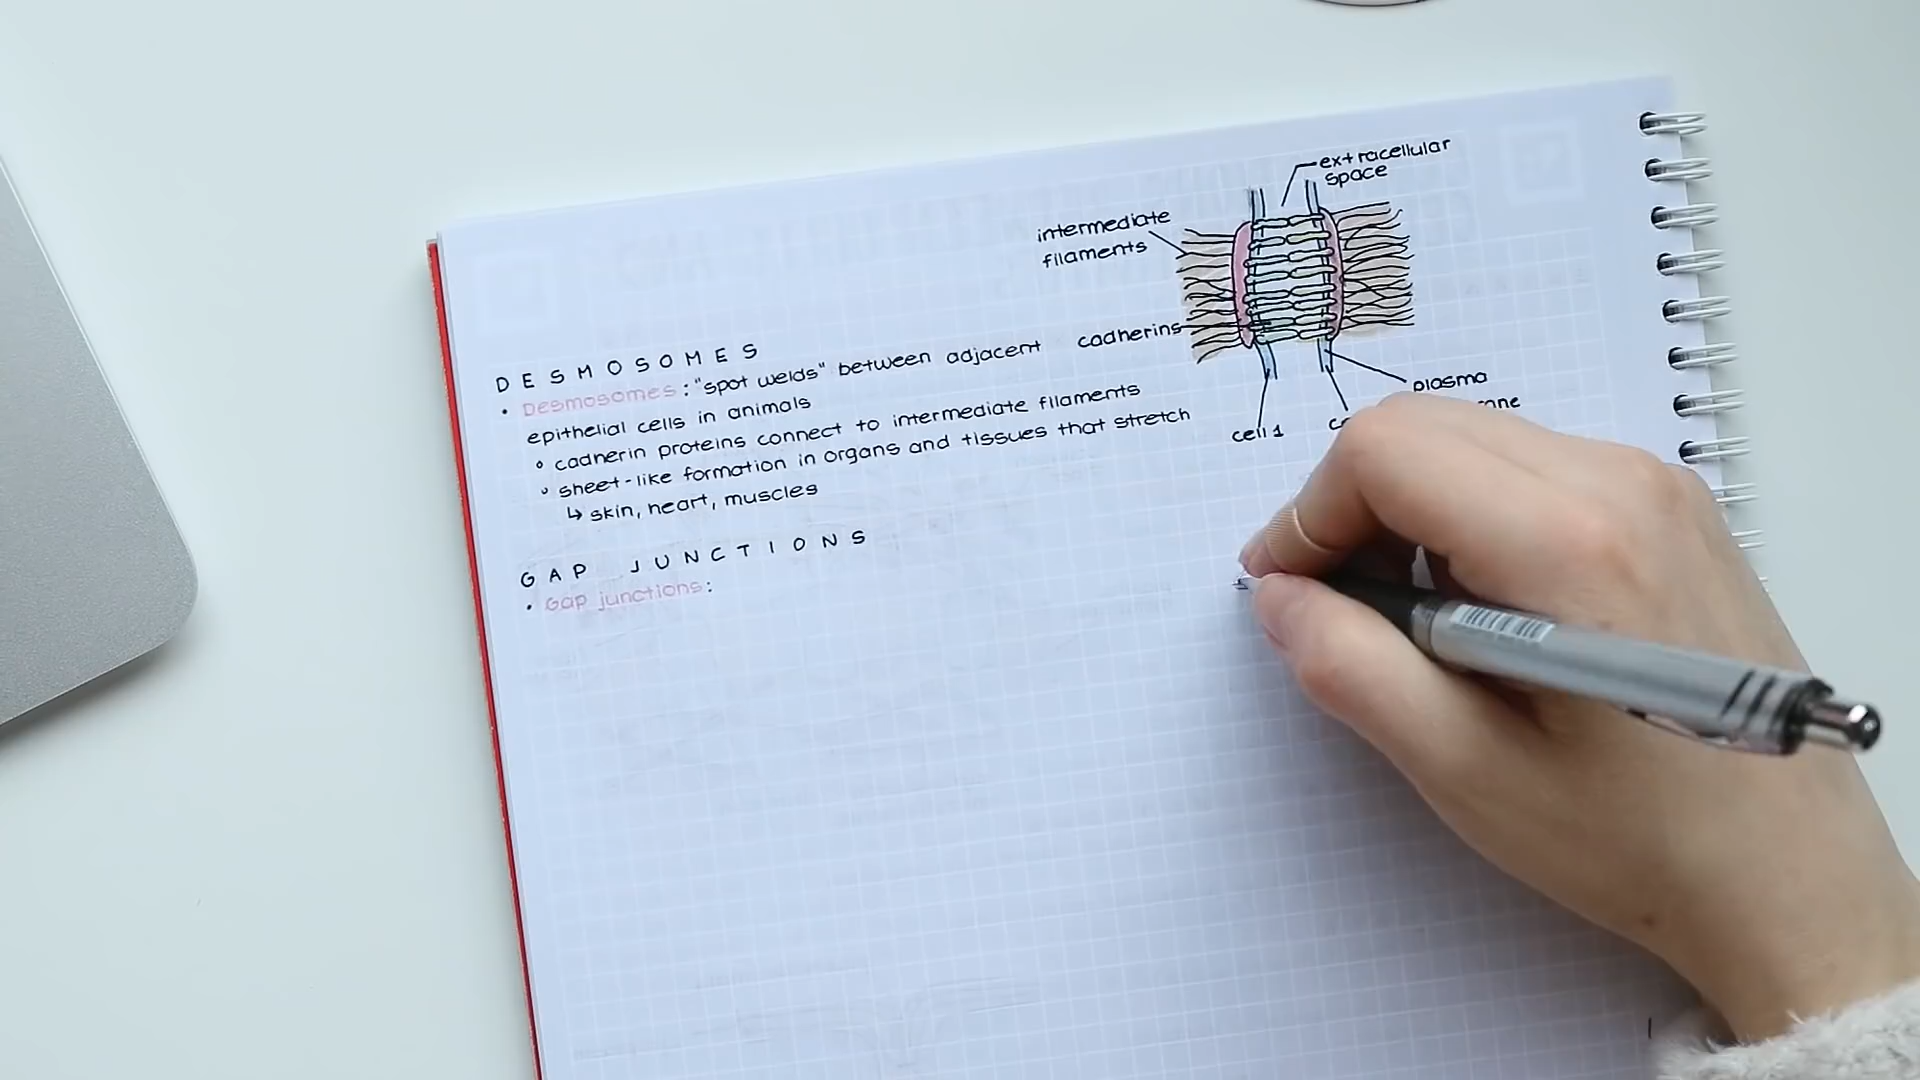 extracellular
space
intermediate
filaments
cadherins
plasma
cell 1
DESMOSOMES
• Desmosomes: "spot welds" between adjacent
epithelial cells in animals
◦ cadherin proteins connect to intermediate filaments
◦ sheet-like formation in organs and tissues that stretch
↳ skin, heart, muscles
GAP JUNCTIONS
• Gap junctions: